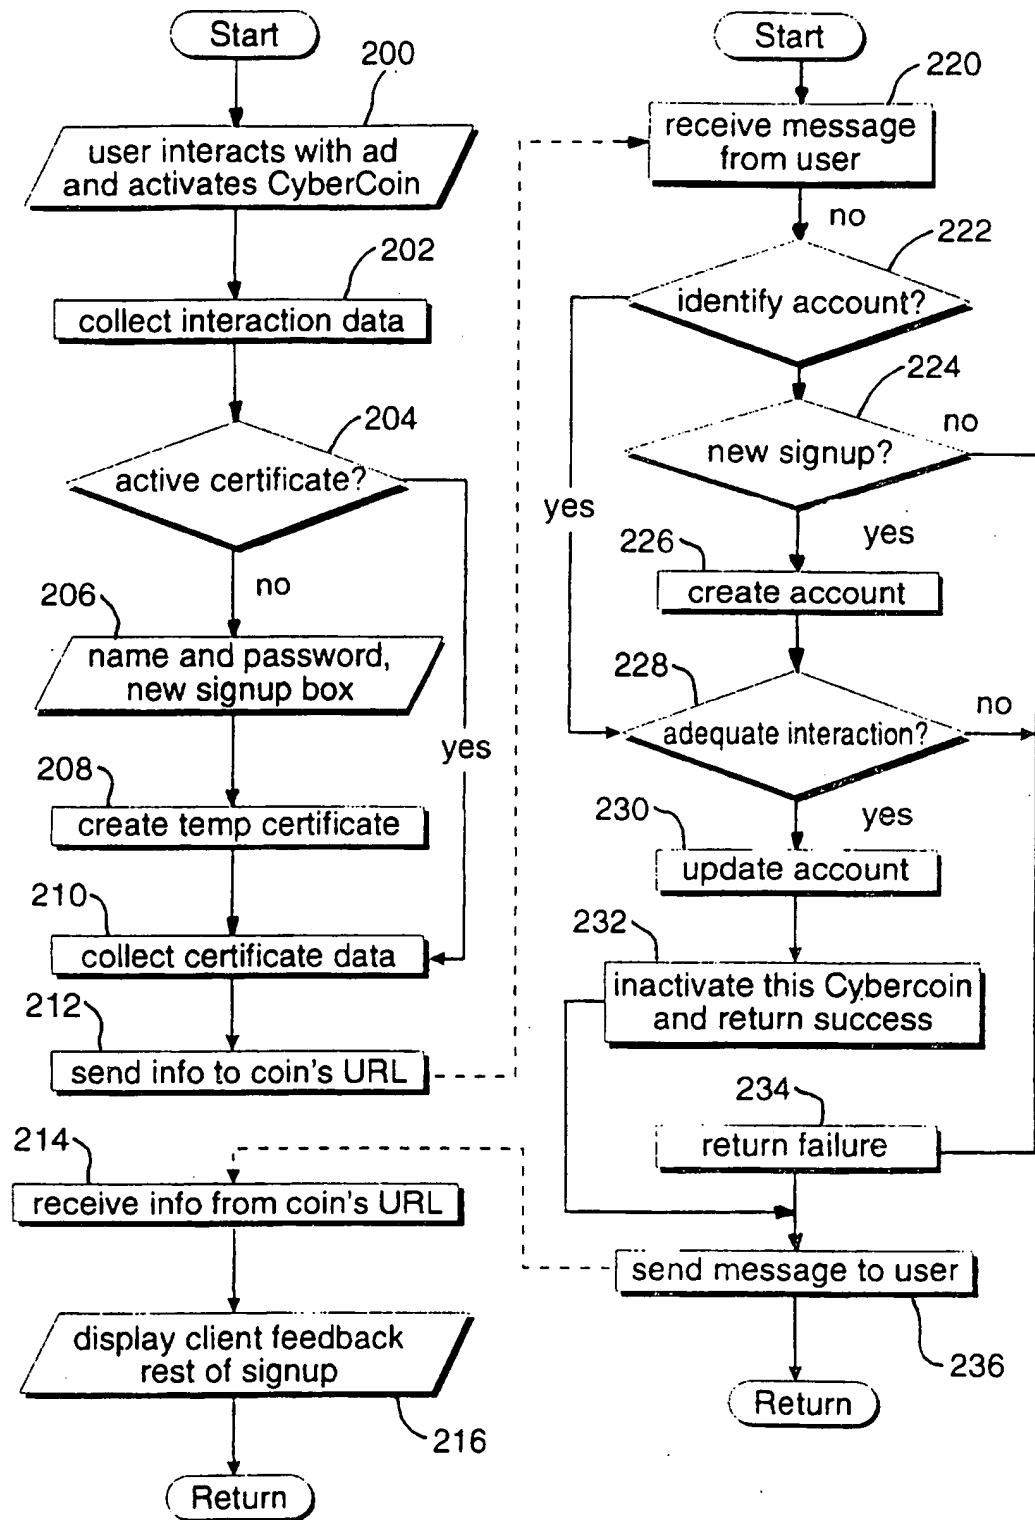 Start
200
user interacts with ad
and activates CyberCoin
202
collect interaction data
204
active certificate?
no
yes
206
name and password,
new signup box
208
create temp certificate
210
collect certificate data
212
send info to coin's URL
214
receive info from coin's URL
display client feedback
rest of signup
216
Return
Start
220
receive message
from user
no
222
identify account?
224
no
new signup?
yes
yes
226
create account
228
no
adequate interaction?
230
yes
update account
232
inactivate this Cybercoin
and return success
234
return failure
send message to user
236
Return